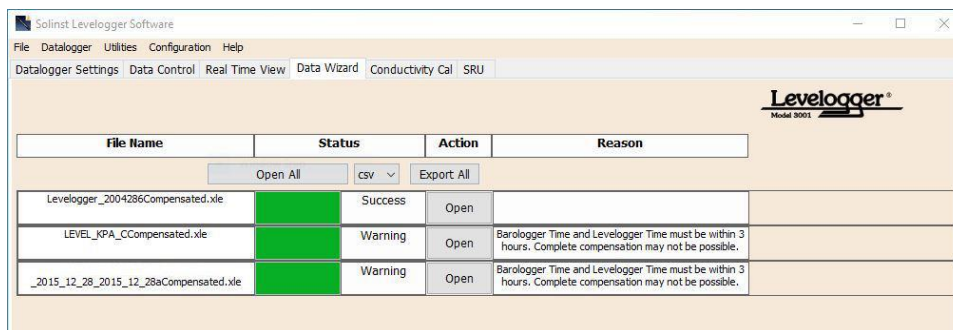 Solinst Levelogger Software
File Datalogger Utilities Configuration Help
Datalogger Settings Data Control Real Time View Data Wizard Conductivity Cal SRU
Levelogger®
Model 3001
File Name Status Action Reason
Open All csv Export All
Levelogger_2004286Compensated.xle Success Open
LEVEL_KPA_CCompensated.xle Warning Open Barologger Time and Levelogger Time must be within 3
hours. Complete compensation may not be possible.
_2015_12_28_2015_12_28aCompensated.xle Warning Open Barologger Time and Levelogger Time must be within 3
hours. Complete compensation may not be possible.